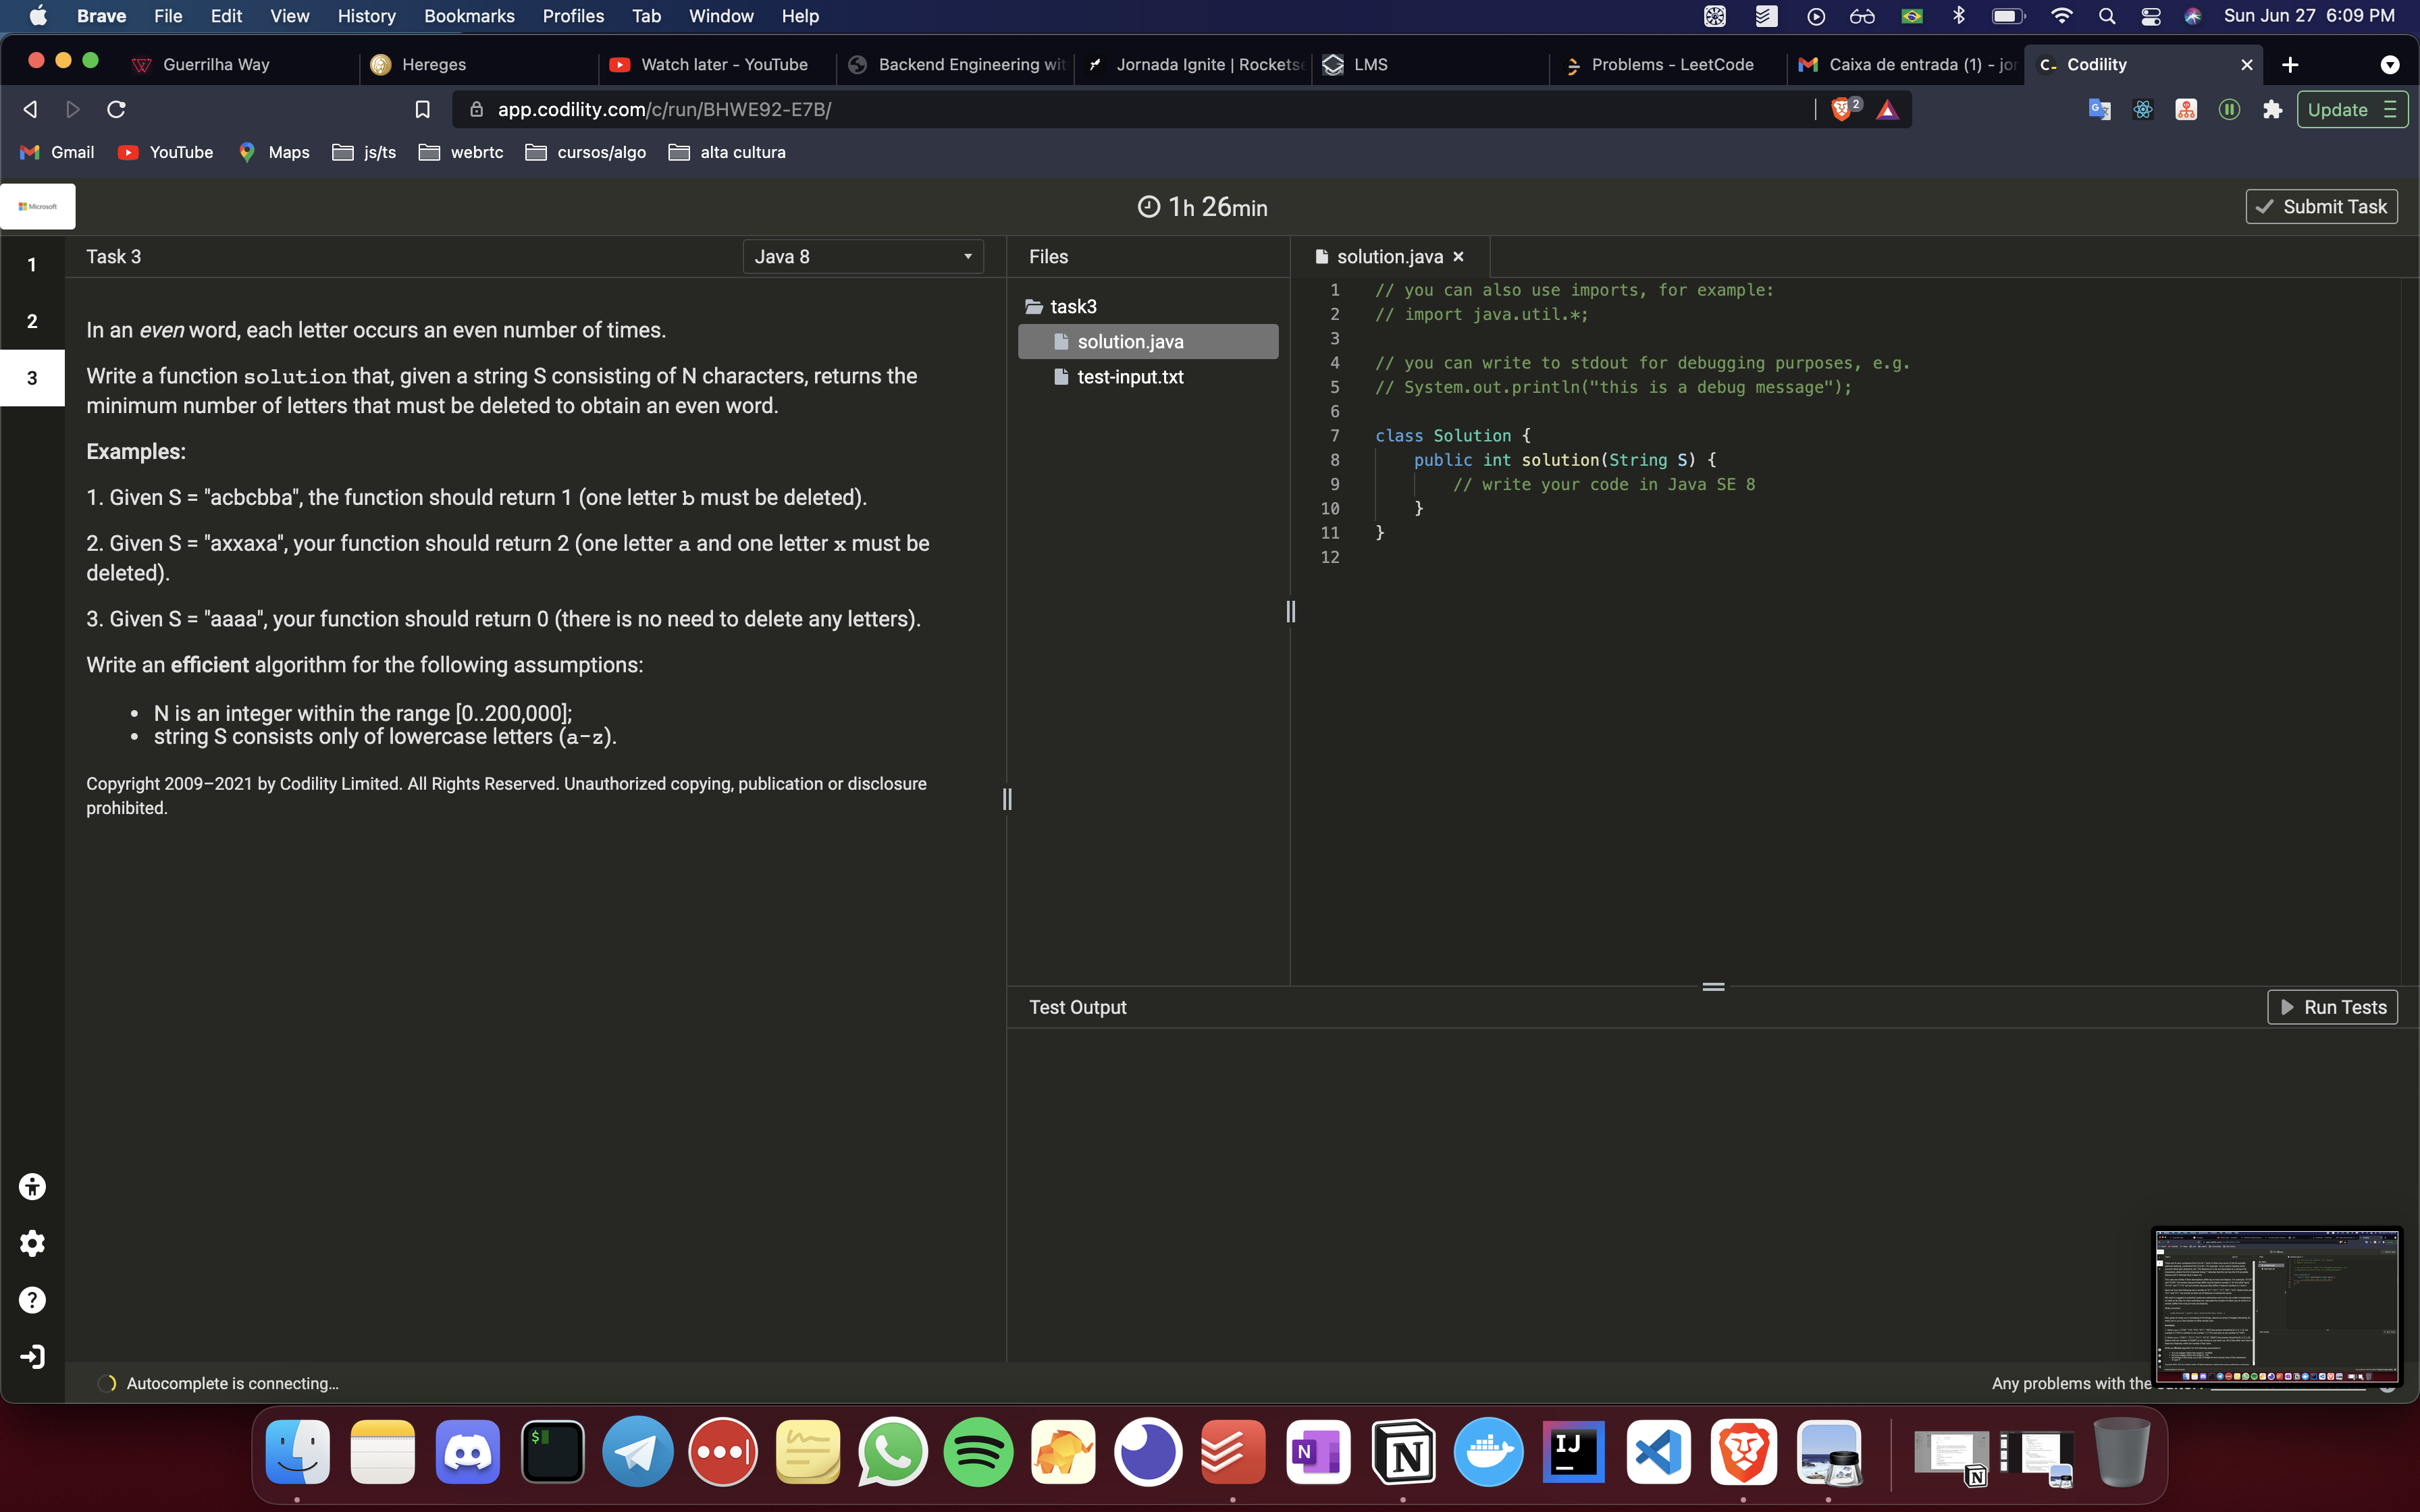 Brave File Edit View History Bookmarks Profiles Tab Window Help Sun Jun 27 6:09 PM
Guerrilha Way Hereges Watch later - YouTube Backend Engineering wit Jornada Ignite | Rocketse LMS Problems - LeetCode Caixa de entrada (1) - jor C_ Codility
app.codility.com/c/run/BHWE92-E7B/ 2 Update
Gmail YouTube Maps js/ts webrtc cursos/algo alta cultura
Microsoft 1h 26min Submit Task
1
2
3
Task 3 Java 8
In an even word, each letter occurs an even number of times.
Write a function solution that, given a string S consisting of N characters, returns the
minimum number of letters that must be deleted to obtain an even word.
Examples:
1. Given S = "acbcbba", the function should return 1 (one letter b must be deleted).
2. Given S = "axxaxa", your function should return 2 (one letter a and one letter x must be
deleted).
3. Given S = "aaaa", your function should return 0 (there is no need to delete any letters).
Write an efficient algorithm for the following assumptions:
• N is an integer within the range [0..200,000];
• string S consists only of lowercase letters (a-z).
Copyright 2009–2021 by Codility Limited. All Rights Reserved. Unauthorized copying, publication or disclosure
prohibited.
Files
task3
solution.java
test-input.txt
solution.java
1 // you can also use imports, for example:
2 // import java.util.*;
3
4 // you can write to stdout for debugging purposes, e.g.
5 // System.out.println("this is a debug message");
6
7 class Solution {
8 public int solution(String S) {
9 // write your code in Java SE 8
10 }
11 }
12
Test Output Run Tests
Autocomplete is connecting...
Any problems with the
$
N
IJ
N